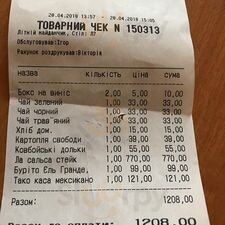 20.04.2018 13:57 - 20.04.2018 15:05
ТОВАРНИЙ ЧЕК N 150313
Літній майданчик, Стіл: Л7
Обслуговував: Ігор
Рахунок роздрукував: Вікторія
назва кількість ціна сума
Бокс на виніс 2,00 5,00 10,00
Чай зелений 1,00 33,00 33,00
Чай чорний 1,00 33,00 33,00
Чай трав'яний 1,00 33,00 33,00
Хліб дом. 1,00 15,00 15,00
Картопля свободи 1,00 39,00 39,00
Ковбойські дольки 1,00 55,00 55,00
Ла сальса стейк 1,00 770,00 770,00
Буріто Ель Гранде, 1,00 99,00 99,00
Тако каса мексикано 1,00 121,00 121,00
Разом: 1208,00
1208.00